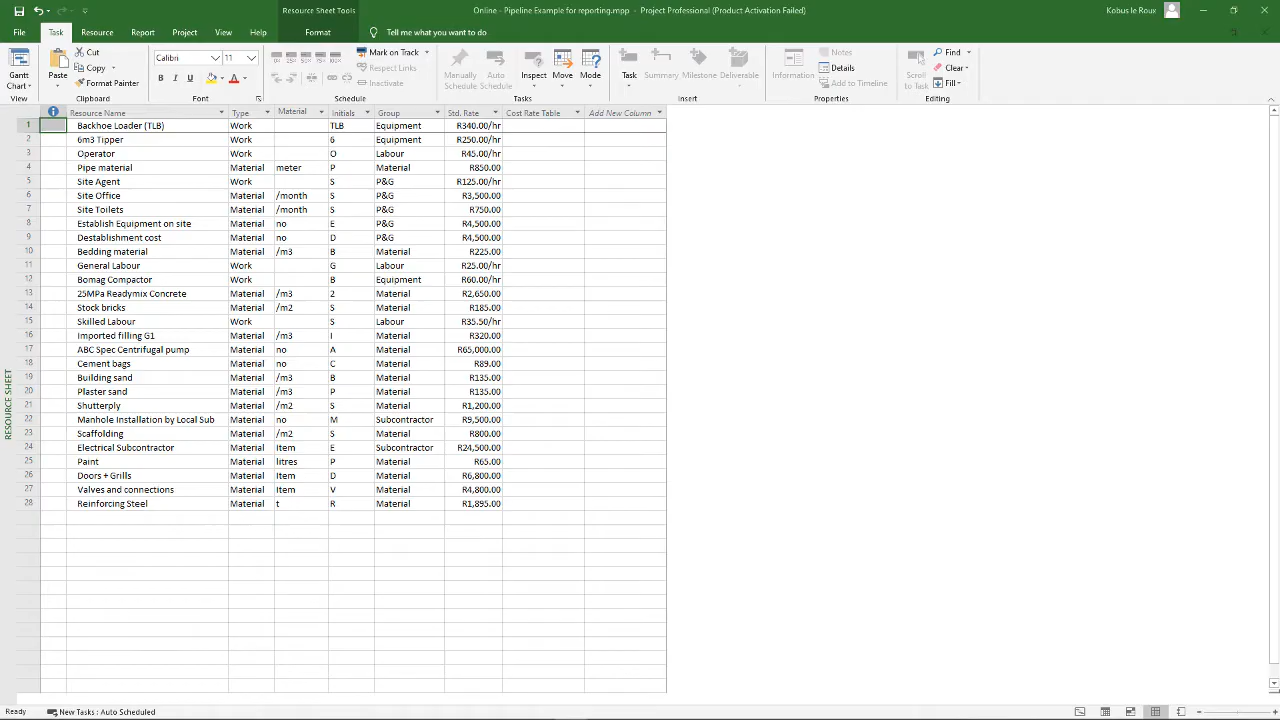 Resource Sheet Tools
Online - Pipeline Example for reporting.mpp - Project Professional (Product Activation Failed)
Kobus le Roux
File Task Resource Report Project View Format Tell me what you want to do
Gantt Chart
View
Paste
Cut
Copy
Format Painter
Clipboard
Calibri 11
B I U
A
Font
Mark on Track
Respect Links
Inactivate
Schedule
Manually Schedule
Auto Schedule
Inspect
Move
Mode
Tasks
Task
Summary
Milestone
Deliverable
Insert
Information
Notes
Details
Add to Timeline
Properties
Scroll to Task
Find
Clear
Fill
Editing
Resource Name Type Material Initials Group Std. Rate Cost Rate Table Add New Column
1 Backhoe Loader (TLB) Work TLB Equipment R340.00/hr
2 6m3 Tipper Work 6 Equipment R250.00/hr
3 Operator Work O Labour R45.00/hr
4 Pipe material Material meter P Material R850.00
5 Site Agent Work S P&G R125.00/hr
6 Site Office Material /month S P&G R3,500.00
7 Site Toilets Material /month S P&G R750.00
8 Establish Equipment on site Material no E P&G R4,500.00
9 Destablishment cost Material no D P&G R4,500.00
10 Bedding material Material /m3 B Material R225.00
11 General Labour Work G Labour R25.00/hr
12 Bomag Compactor Work B Equipment R60.00/hr
13 25MPa Readymix Concrete Material /m3 2 Material R2,650.00
14 Stock bricks Material /m2 S Material R185.00
15 Skilled Labour Work S Labour R35.50/hr
16 Imported filling G1 Material /m3 I Material R320.00
17 ABC Spec Centrifugal pump Material no A Material R65,000.00
18 Cement bags Material no C Material R89.00
19 Building sand Material /m3 B Material R135.00
20 Plaster sand Material /m3 P Material R135.00
21 Shutterply Material /m2 S Material R1,200.00
22 Manhole Installation by Local Sub Material no M Subcontractor R9,500.00
23 Scaffolding Material /m2 S Material R800.00
24 Electrical Subcontractor Material Item E Subcontractor R24,500.00
25 Paint Material litres P Material R65.00
26 Doors + Grills Material Item D Material R6,800.00
27 Valves and connections Material Item V Material R4,800.00
28 Reinforcing Steel Material t R Material R1,895.00
RESOURCE SHEET
Ready New Tasks : Auto Scheduled